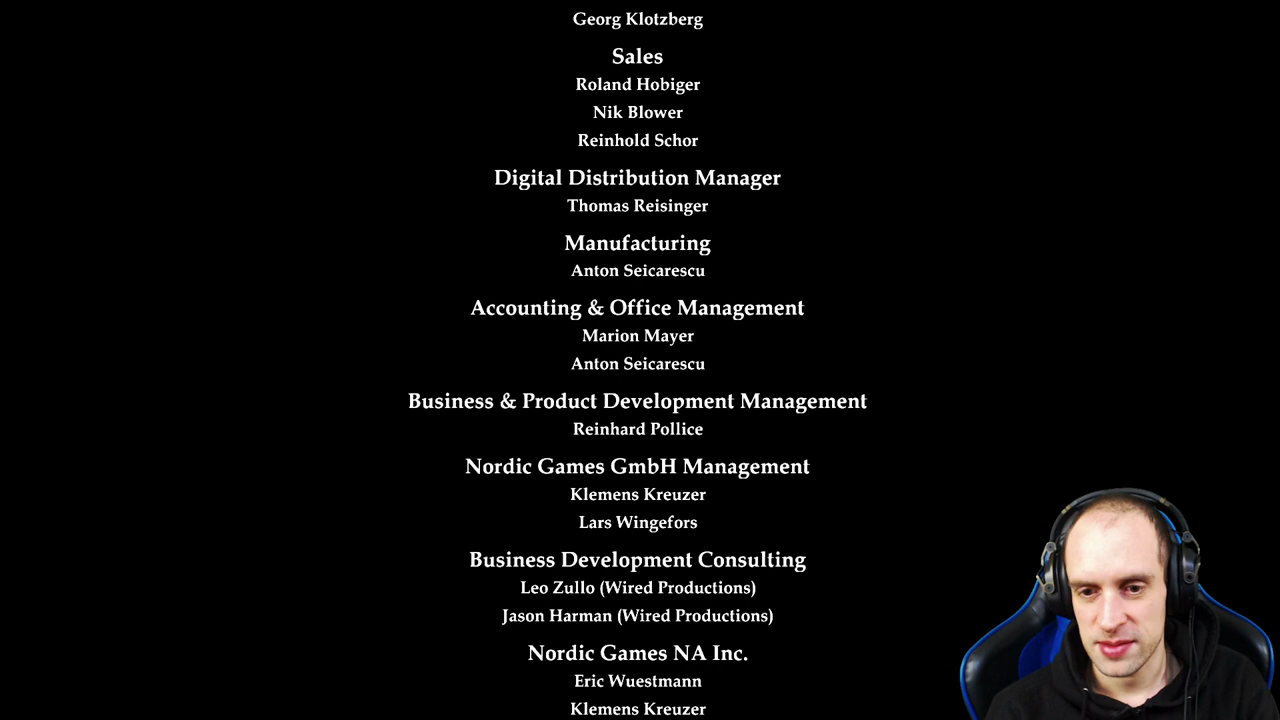 Georg Klotzberg
Sales
Roland Hobiger
Nik Blower
Reinhold Schor
Digital Distribution Manager
Thomas Reisinger
Manufacturing
Anton Seicarescu
Accounting & Office Management
Marion Mayer
Anton Seicarescu
Business & Product Development Management
Reinhard Pollice
Nordic Games GmbH Management
Klemens Kreuzer
Lars Wingefors
Business Development Consulting
Leo Zullo (Wired Productions)
Jason Harman (Wired Productions)
Nordic Games NA Inc.
Eric Wuestmann
Klemens Kreuzer